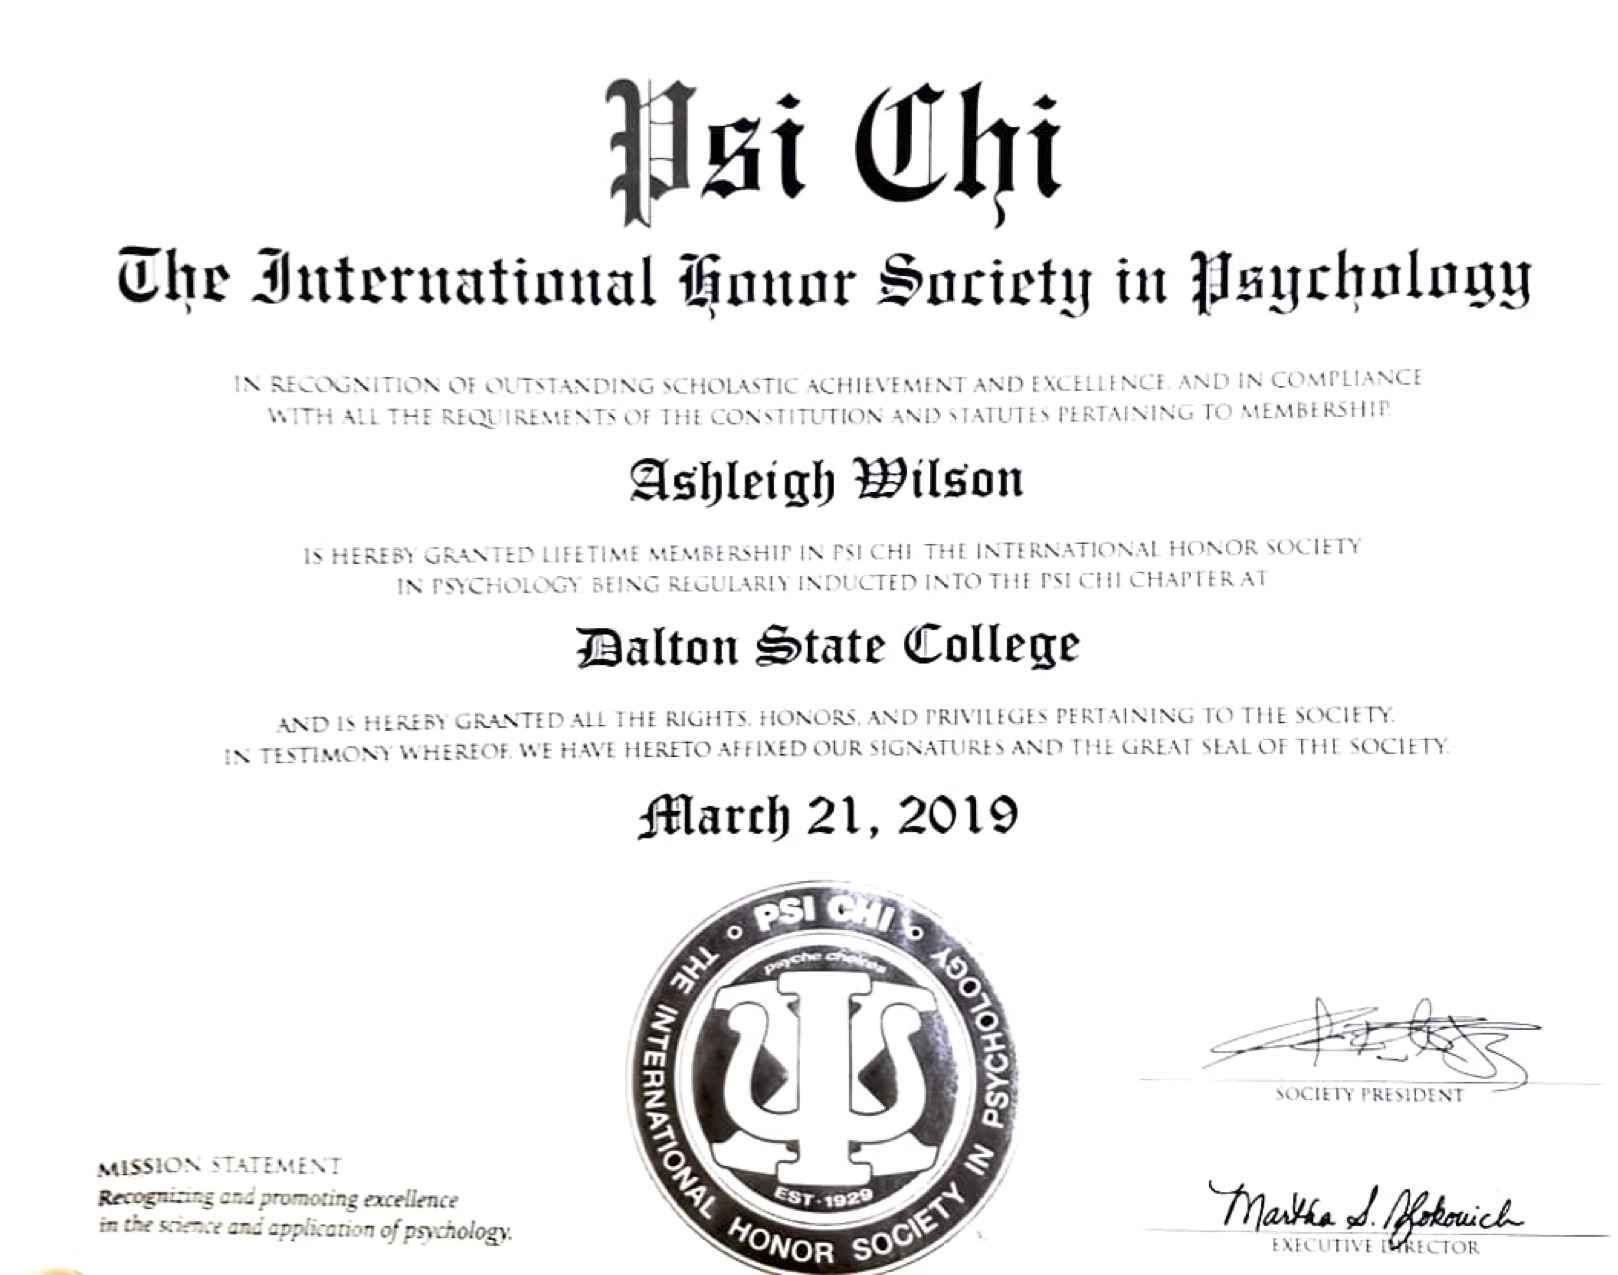 Psi Chi
The International Honor Society in Psychology
IN RECOGNITION OF OUTSTANDING SCHOLASTIC ACHIEVEMENT AND EXCELLENCE, AND IN COMPLIANCE
WITH ALL THE REQUIREMENTS OF THE CONSTITUTION AND STATUTES PERTAINING TO MEMBERSHIP,
Ashleigh Wilson
IS HEREBY GRANTED LIFETIME MEMBERSHIP IN PSI CHI THE INTERNATIONAL HONOR SOCIETY
IN PSYCHOLOGY, BEING REGULARLY INDUCTED INTO THE PSI CHI CHAPTER AT
Dalton State College
AND IS HEREBY GRANTED ALL THE RIGHTS, HONORS, AND PRIVILEGES PERTAINING TO THE SOCIETY.
IN TESTIMONY WHEREOF, WE HAVE HERETO AFFIXED OUR SIGNATURES AND THE GREAT SEAL OF THE SOCIETY.
March 21, 2019
PSI CHI
THE INTERNATIONAL HONOR SOCIETY IN PSYCHOLOGY
psyche cheires
EST·1929
SOCIETY PRESIDENT
Martha S.
EXECUTIVE DIRECTOR
MISSION STATEMENT
Recognizing and promoting excellence
in the science and application of psychology.